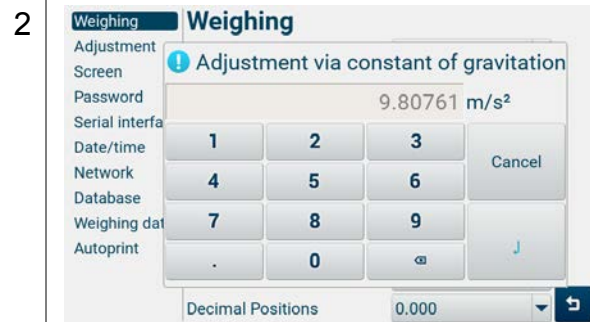 2
Weighing
Weighing
Adjustment
Screen
Password
Serial interfa
Date/time
Network
Database
Weighing dat
Autoprint
Adjustment via constant of gravitation
9.80761 m/s²
1 2 3 Cancel
4 5 6
7 8 9
. 0
Decimal Positions 0.000